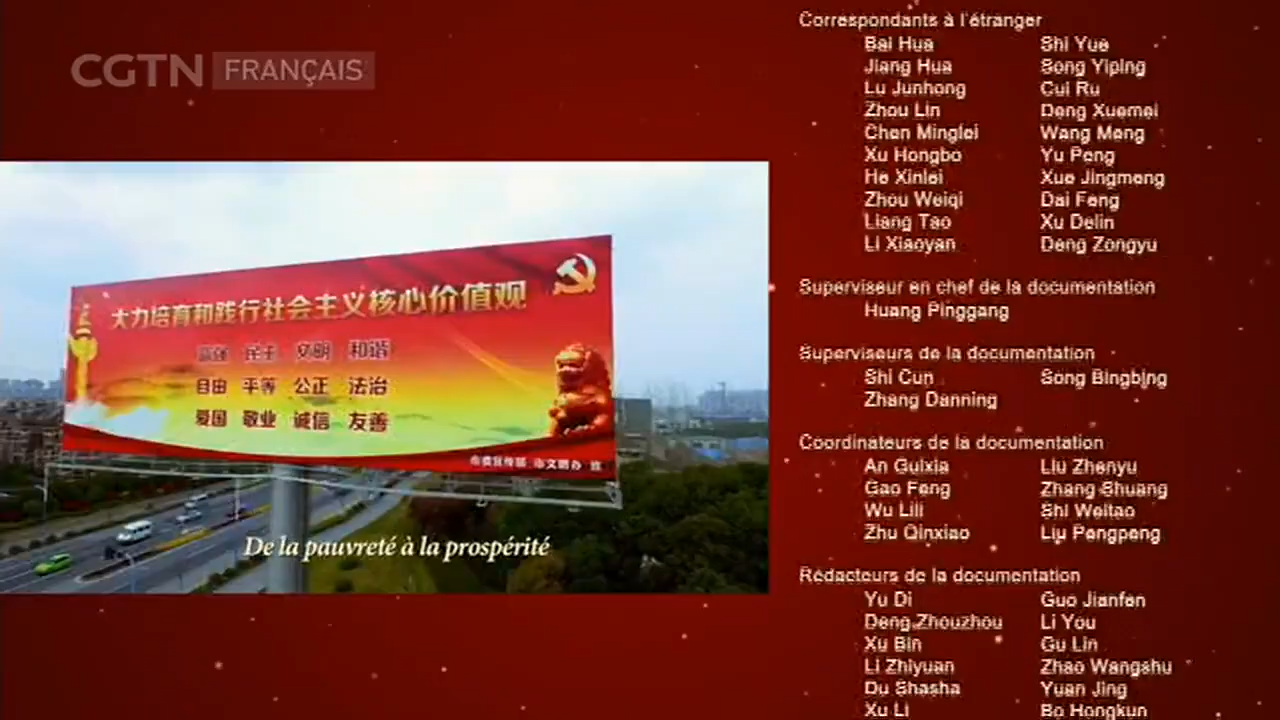 CGTN FRANÇAIS
大力培育和践行社会主义核心价值观
富强 民主 文明 和谐
自由 平等 公正 法治
爱国 敬业 诚信 友善
De la pauvreté à la prospérité
Correspondants à l'étranger
Bai Hua Shi Yue
Jiang Hua Song Yiping
Lu Junhong Cui Ru
Zhou Lin Deng Xuemei
Chen Minglei Wang Meng
Xu Hongbo Yu Peng
He Xinlei Xue Jingmeng
Zhou Weiqi Dai Feng
Liang Tao Xu Delin
Li Xiaoyan Deng Zongyu
Superviseur en chef de la documentation
Huang Pinggang
Superviseurs de la documentation
Shi Cun Song Bingbing
Zhang Danning
Coordinateurs de la documentation
An Guixia Liu Zhenyu
Gao Feng Zhang Shuang
Wu Lili Shi Weitao
Zhu Qinxiao Liu Pengpeng
Rédacteurs de la documentation
Yu Di Guo Jianfen
Deng Zhouzhou Li You
Xu Bin Gu Lin
Li Zhiyuan Zhao Wangshu
Du Shasha Yuan Jing
Xu Li Bo Hongkun